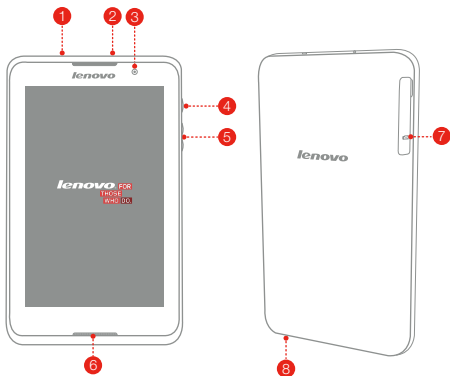 1 2 3
lenovo
4
5
lenovo FOR
THOSE
WHO DO.
6
lenovo
7
8